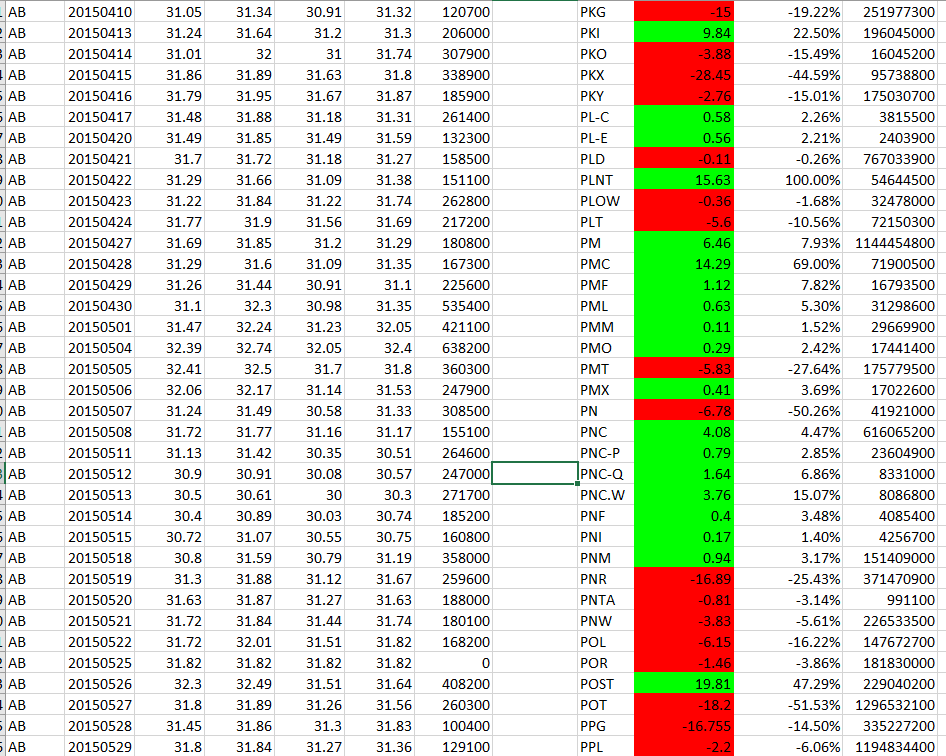 AB 20150410 31.05 31.34 30.91 31.32 120700 PKG -15 -19.22% 251977300
AB 20150413 31.24 31.64 31.2 31.3 206000 PKI 9.84 22.50% 196045000
AB 20150414 31.01 32 31 31.74 307900 PKO -3.88 -15.49% 16045200
AB 20150415 31.86 31.89 31.63 31.8 338900 PKX -28.45 -44.59% 95738800
AB 20150416 31.79 31.95 31.67 31.87 185900 PKY -2.76 -15.01% 175030700
AB 20150417 31.48 31.88 31.18 31.31 261400 PL-C 0.58 2.26% 3815500
AB 20150420 31.49 31.85 31.49 31.59 132300 PL-E 0.56 2.21% 2403900
AB 20150421 31.7 31.72 31.18 31.27 158500 PLD -0.11 -0.26% 767033900
AB 20150422 31.29 31.66 31.09 31.38 151100 PLNT 15.63 100.00% 54644500
AB 20150423 31.22 31.84 31.22 31.74 262800 PLOW -0.36 -1.68% 32478000
AB 20150424 31.77 31.9 31.56 31.69 217200 PLT -5.6 -10.56% 72150300
AB 20150427 31.69 31.85 31.2 31.29 180800 PM 6.46 7.93% 1144454800
AB 20150428 31.29 31.6 31.09 31.35 167300 PMC 14.29 69.00% 71900500
AB 20150429 31.26 31.44 30.91 31.1 225600 PMF 1.12 7.82% 16793500
AB 20150430 31.1 32.3 30.98 31.35 535400 PML 0.63 5.30% 31298600
AB 20150501 31.47 32.24 31.23 32.05 421100 PMM 0.11 1.52% 29669900
AB 20150504 32.39 32.74 32.05 32.4 638200 PMO 0.29 2.42% 17441400
AB 20150505 32.41 32.5 31.7 31.8 360300 PMT -5.83 -27.64% 175779500
AB 20150506 32.06 32.17 31.14 31.53 247900 PMX 0.41 3.69% 17022600
AB 20150507 31.24 31.49 30.58 31.33 308500 PN -6.78 -50.26% 41921000
AB 20150508 31.72 31.77 31.16 31.17 155100 PNC 4.08 4.47% 616065200
AB 20150511 31.13 31.42 30.35 30.51 264600 PNC-P 0.79 2.85% 23604900
AB 20150512 30.9 30.91 30.08 30.57 247000 PNC-Q 1.64 6.86% 8331000
AB 20150513 30.5 30.61 30 30.3 271700 PNC.W 3.76 15.07% 8086800
AB 20150514 30.4 30.89 30.03 30.74 185200 PNF 0.4 3.48% 4085400
AB 20150515 30.72 31.07 30.55 30.75 160800 PNI 0.17 1.40% 4256700
AB 20150518 30.8 31.59 30.79 31.19 358000 PNM 0.94 3.17% 151409000
AB 20150519 31.3 31.88 31.12 31.67 259600 PNR -16.89 -25.43% 371470900
AB 20150520 31.63 31.87 31.27 31.63 188000 PNTA -0.81 -3.14% 991100
AB 20150521 31.72 31.84 31.44 31.74 180100 PNW -3.83 -5.61% 226533500
AB 20150522 31.72 32.01 31.51 31.82 168200 POL -6.15 -16.22% 147672700
AB 20150525 31.82 31.82 31.82 31.82 0 POR -1.46 -3.86% 181830000
AB 20150526 32.3 32.49 31.51 31.64 408200 POST 19.81 47.29% 229040200
AB 20150527 31.8 31.89 31.26 31.56 260300 POT -18.2 -51.53% 1296532100
AB 20150528 31.45 31.86 31.3 31.83 100400 PPG -16.755 -14.50% 335227200
AB 20150529 31.8 31.84 31.27 31.36 129100 PPL -2.2 -6.06% 1194834400